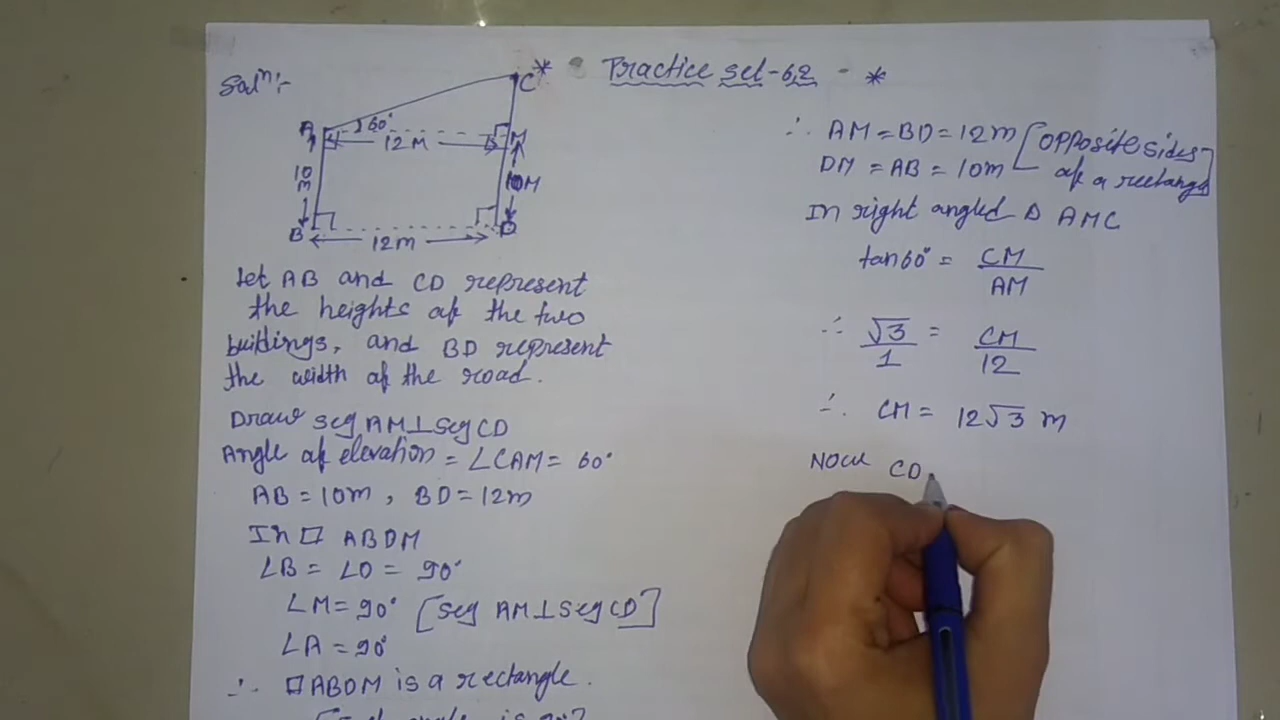 Practice set-6.2 - *
Solⁿ:-
C *
A 60°
12 M M
10 m
10M
B D
12m
Let AB and CD represent
the heights of the two
buildings, and BD represent
the width of the road.
Draw seg AM⊥seg CD
Angle of elevation = ∠CAM = 60°
AB = 10m, BD = 12m
In □ ABDM
∠B = ∠D = 90°
∠M = 90° [seg AM⊥seg CD]
∠A = 90°
∴ □ABDM is a rectangle.
angle is 90°
∴ AM = BD = 12m [opposite sides
DM = AB = 10m of a rectangle]
In right angled Δ AMC
tan60° = CM/AM
∴ √3/1 = CM/12
∴ CM = 12√3 m
Now CD